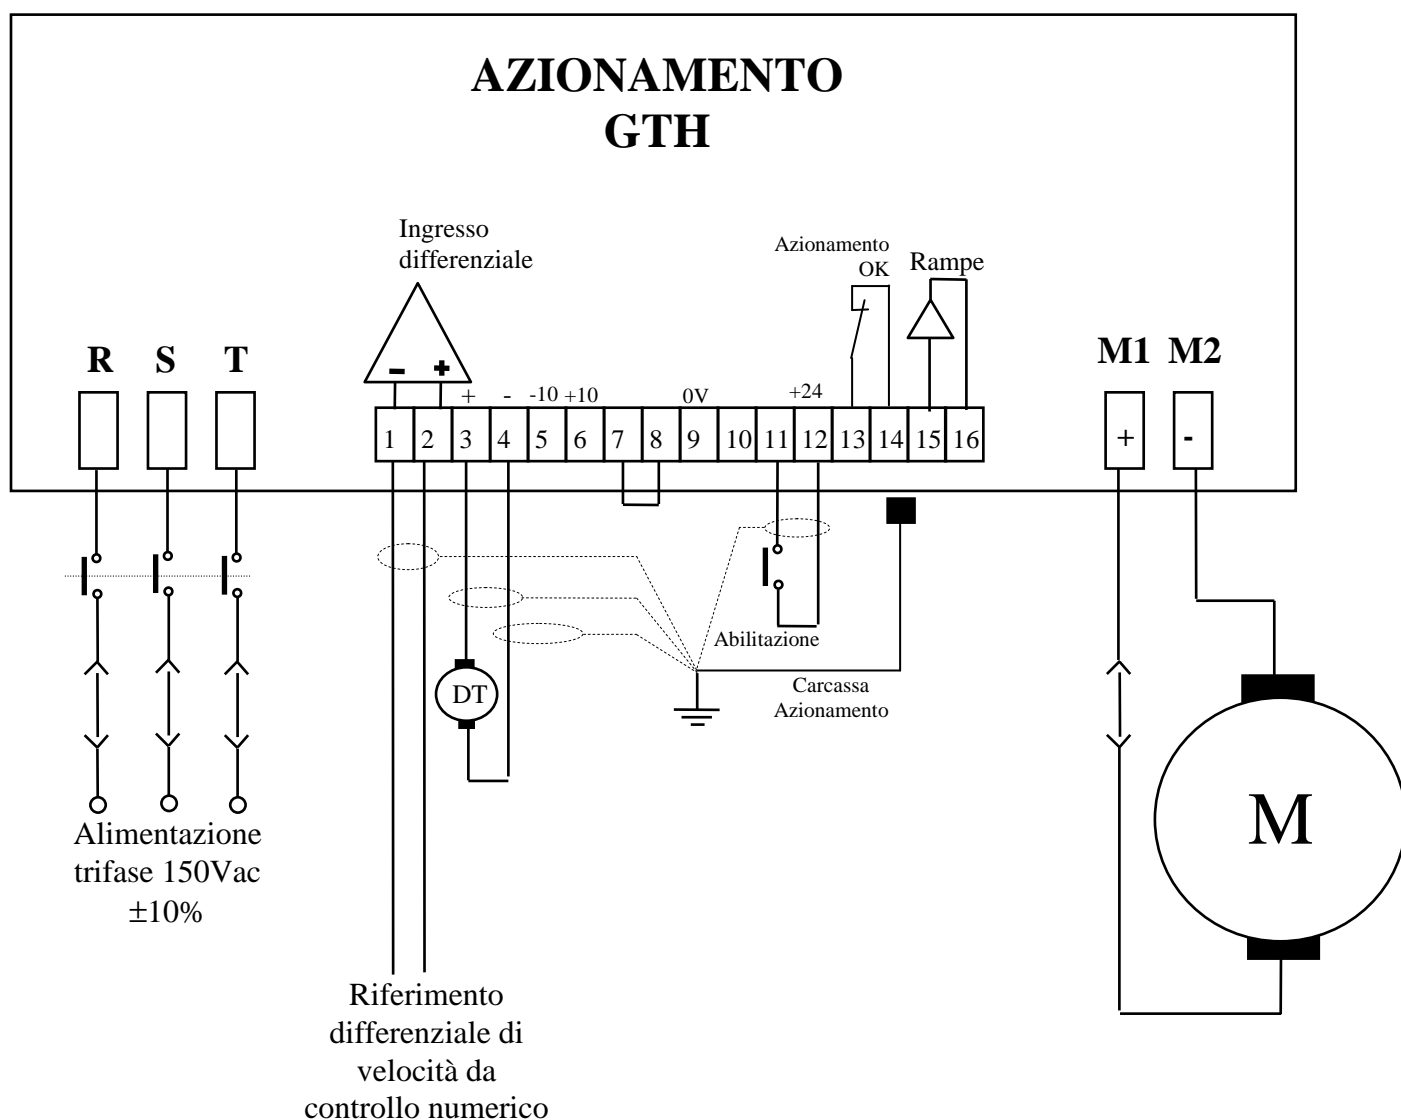 AZIONAMENTO
GTH
Ingresso
differenziale
Azionamento
OK
Rampe
R S T
M1 M2
- +
+ - -10 +10 0V +24
1 2 3 4 5 6 7 8 9 10 11 12 13 14 15 16
+ -
Abilitazione
Carcassa
Azionamento
DT
M
Alimentazione
trifase 150Vac
±10%
Riferimento
differenziale di
velocità da
controllo numerico